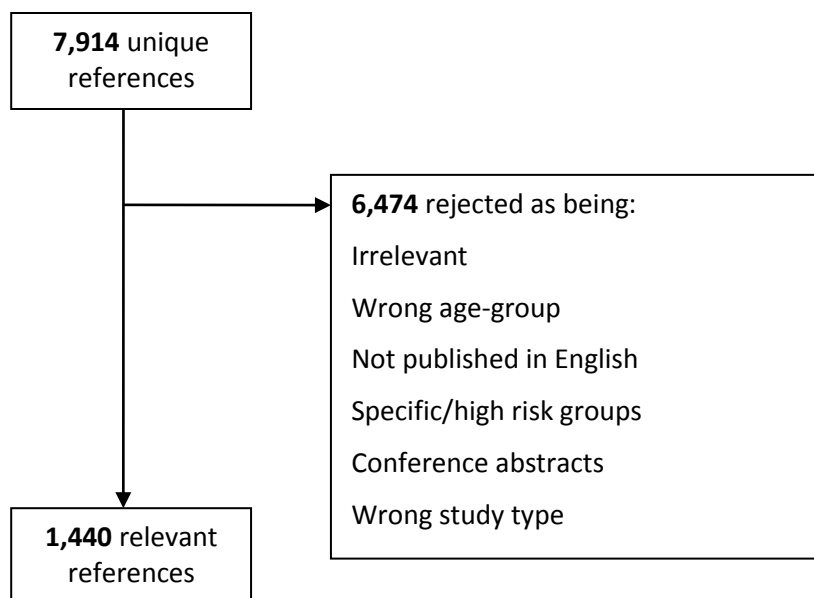 7,914 unique
references
6,474 rejected as being:
Irrelevant
Wrong age-group
Not published in English
Specific/high risk groups
Conference abstracts
Wrong study type
1,440 relevant
references